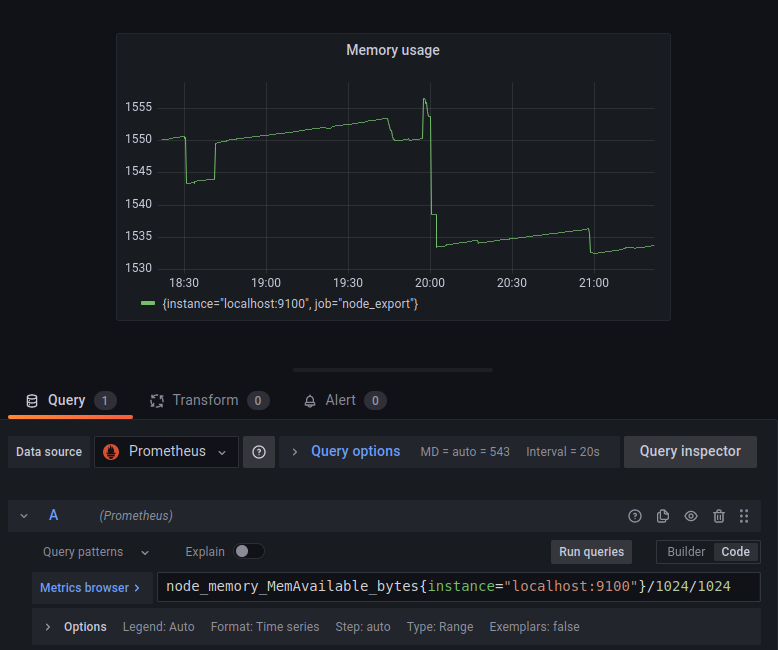 Memory usage
1555
1550
1545
1540
1535
1530
18:30 19:00 19:30 20:00 20:30 21:00
{instance="localhost:9100", job="node_export"}
Query 1 Transform 0 Alert 0
Data source Prometheus Query options MD = auto = 543 Interval = 20s Query inspector
A (Prometheus)
Query patterns Explain Run queries Builder Code
Metrics browser > node_memory_MemAvailable_bytes{instance="localhost:9100"}/1024/1024
Options Legend: Auto Format: Time series Step: auto Type: Range Exemplars: false